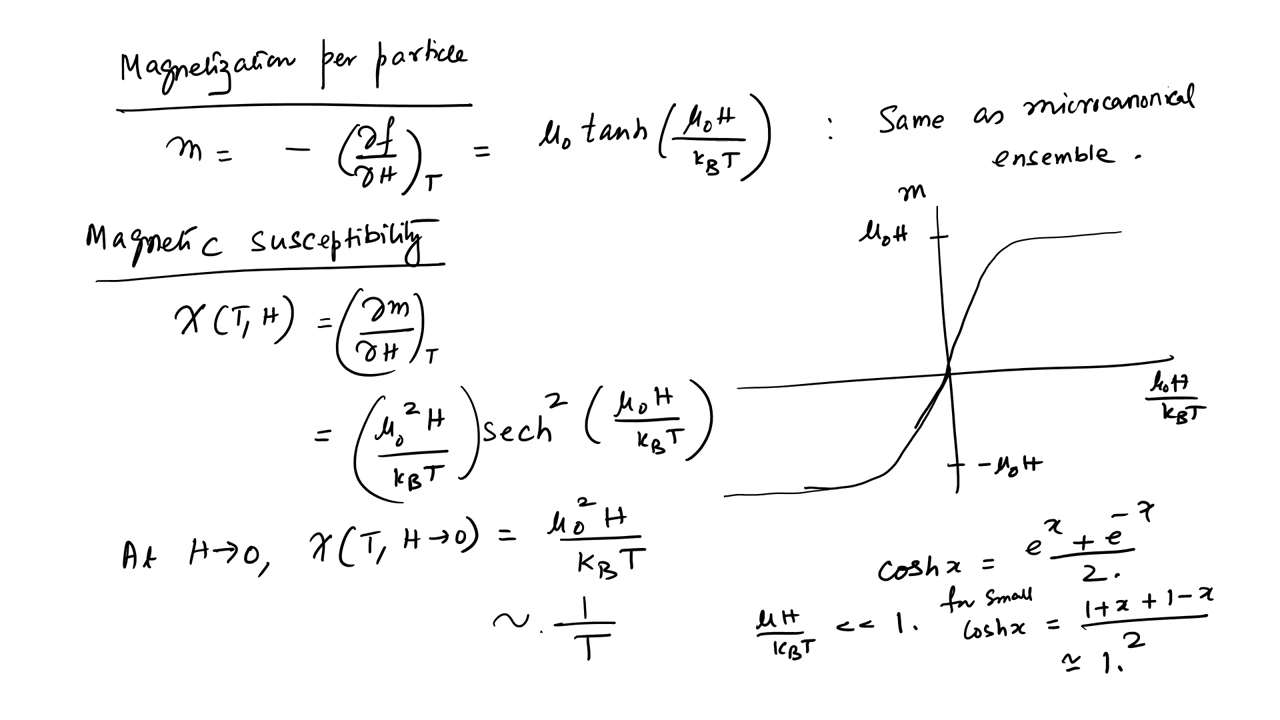 Magnetization per particle
m = - (∂f/∂H)_T = μ₀ tanh(μ₀H/k_BT) : Same as microcanonical
ensemble.
Magnetic susceptibility
χ(T, H) = (∂m/∂H)_T
= (μ₀²H/k_BT) sech²(μ₀H/k_BT)
At H→0, χ(T, H→0) = μ₀²H/k_BT
~ 1/T
m
μ₀H
μ₀H/k_BT
-μ₀H
cosh x = (e^x + e^-x)/2.
μH/k_BT << 1. for small
cosh x = (1+x+1-x)/2
≃ 1.